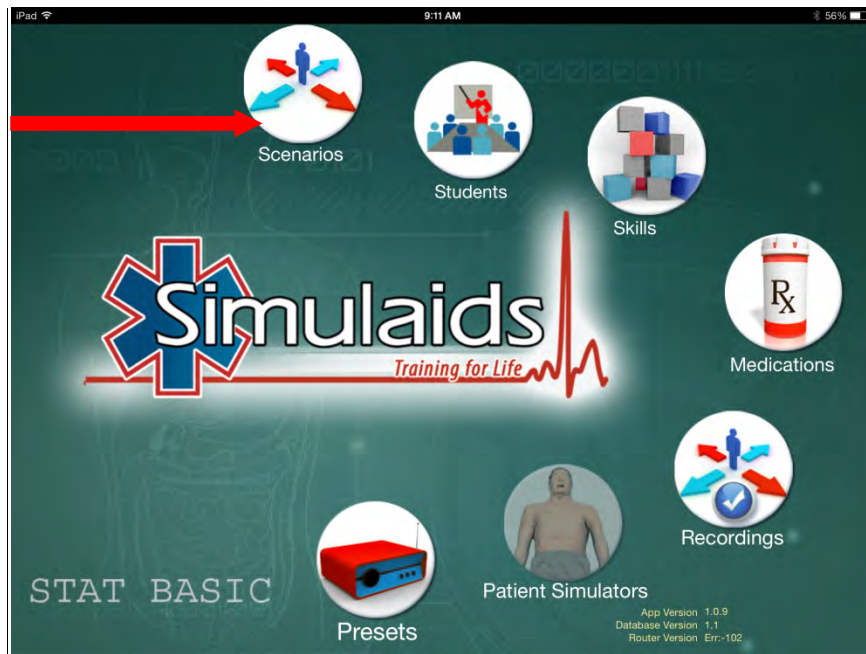 iPad
9:11 AM
56%
Scenarios
Students
Skills
Rx
Medications
Simulaids
Training for Life
Recordings
Patient Simulators
Presets
STAT BASIC
App Version 1.0.9
Database Version 1.1
Router Version Err:-102